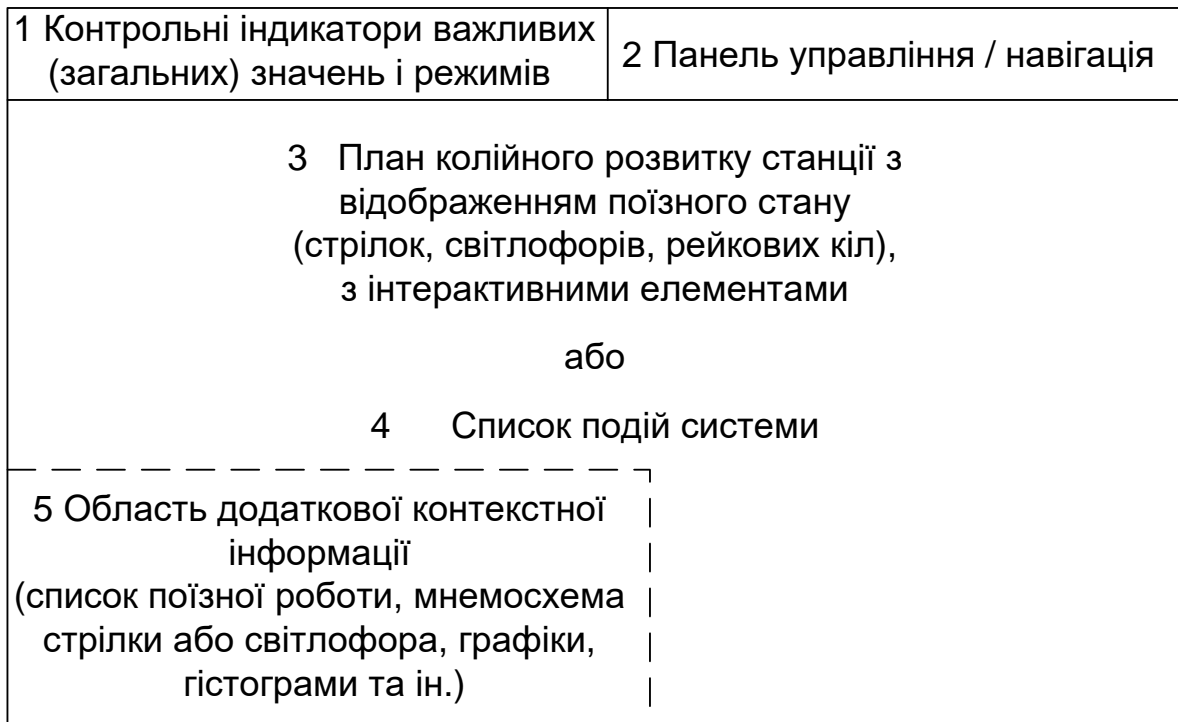 1 Контрольні індикатори важливих
(загальних) значень і режимів
2 Панель управління / навігація
3 План колійного розвитку станції з
відображенням поїзного стану
(стрілок, світлофорів, рейкових кіл),
з інтерактивними елементами
або
4 Список подій системи
5 Область додаткової контекстної
інформації
(список поїзної роботи, мнемосхема
стрілки або світлофора, графіки,
гістограми та ін.)